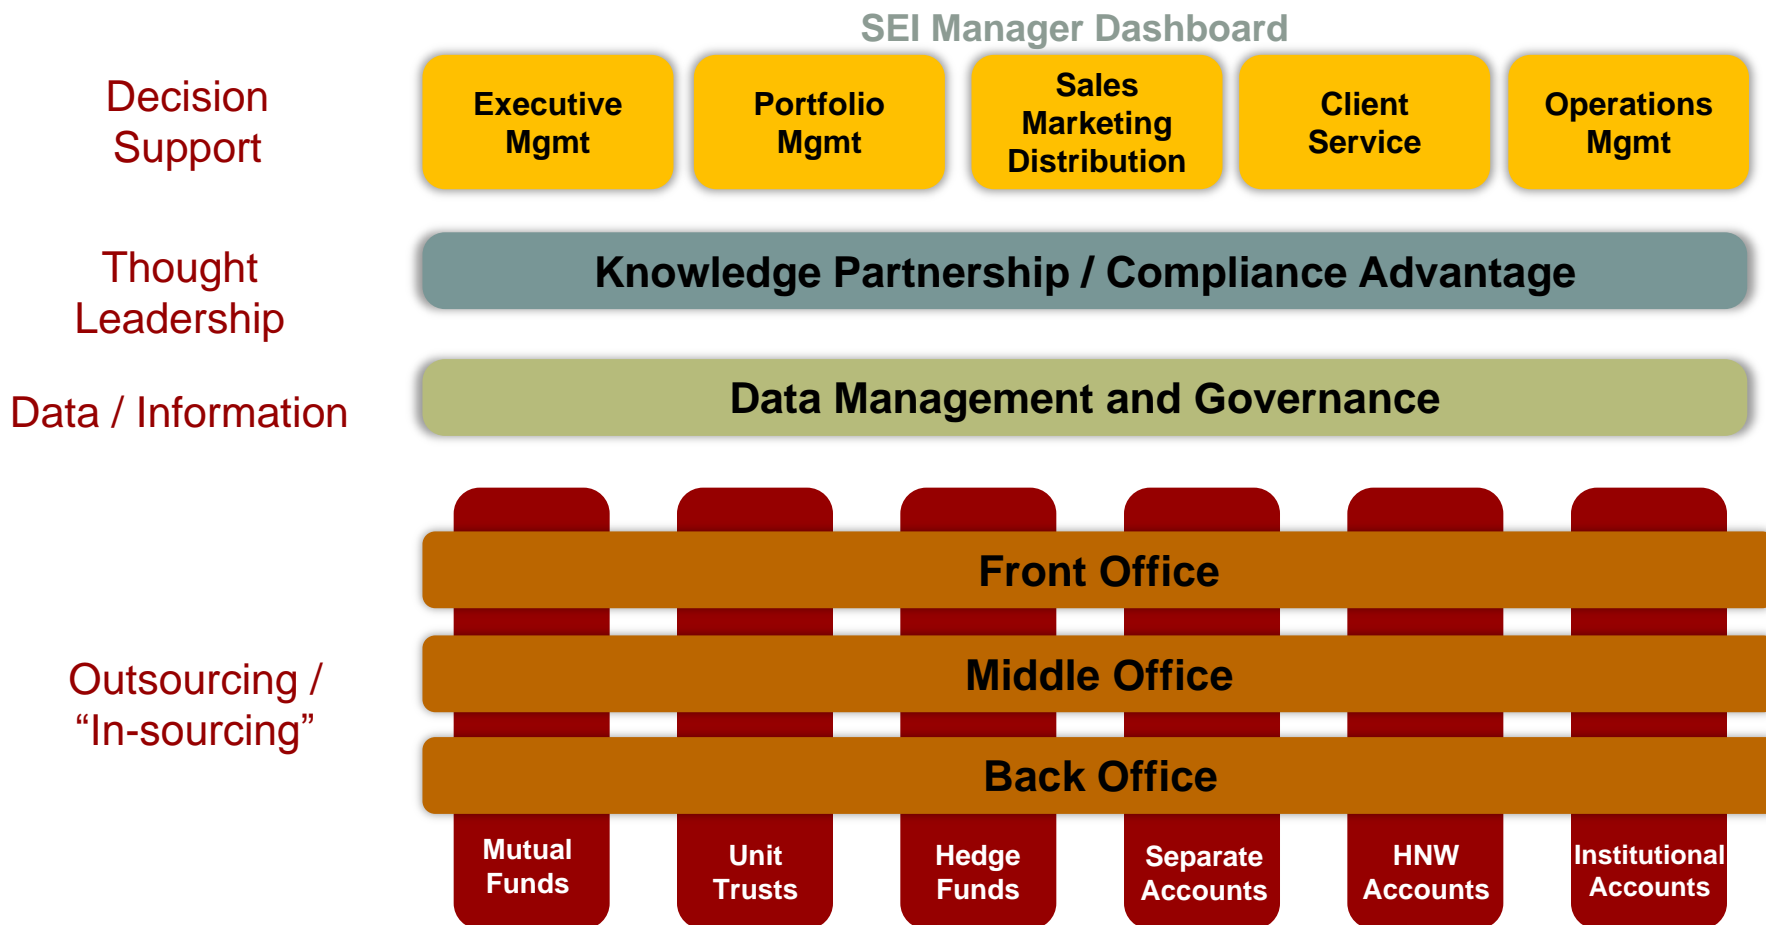 SEI Manager Dashboard
Decision
Support
Executive
Mgmt
Portfolio
Mgmt
Sales
Marketing
Distribution
Client
Service
Operations
Mgmt
Thought
Leadership
Knowledge Partnership / Compliance Advantage
Data / Information
Data Management and Governance
Outsourcing /
“In-sourcing”
Front Office
Middle Office
Back Office
Mutual
Funds
Unit
Trusts
Hedge
Funds
Separate
Accounts
HNW
Accounts
Institutional
Accounts